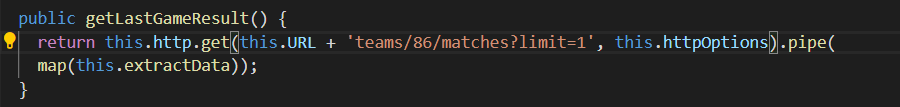 public getLastGameResult() {
return this.http.get(this.URL + 'teams/86/matches?limit=1', this.httpOptions).pipe(
map(this.extractData));
}